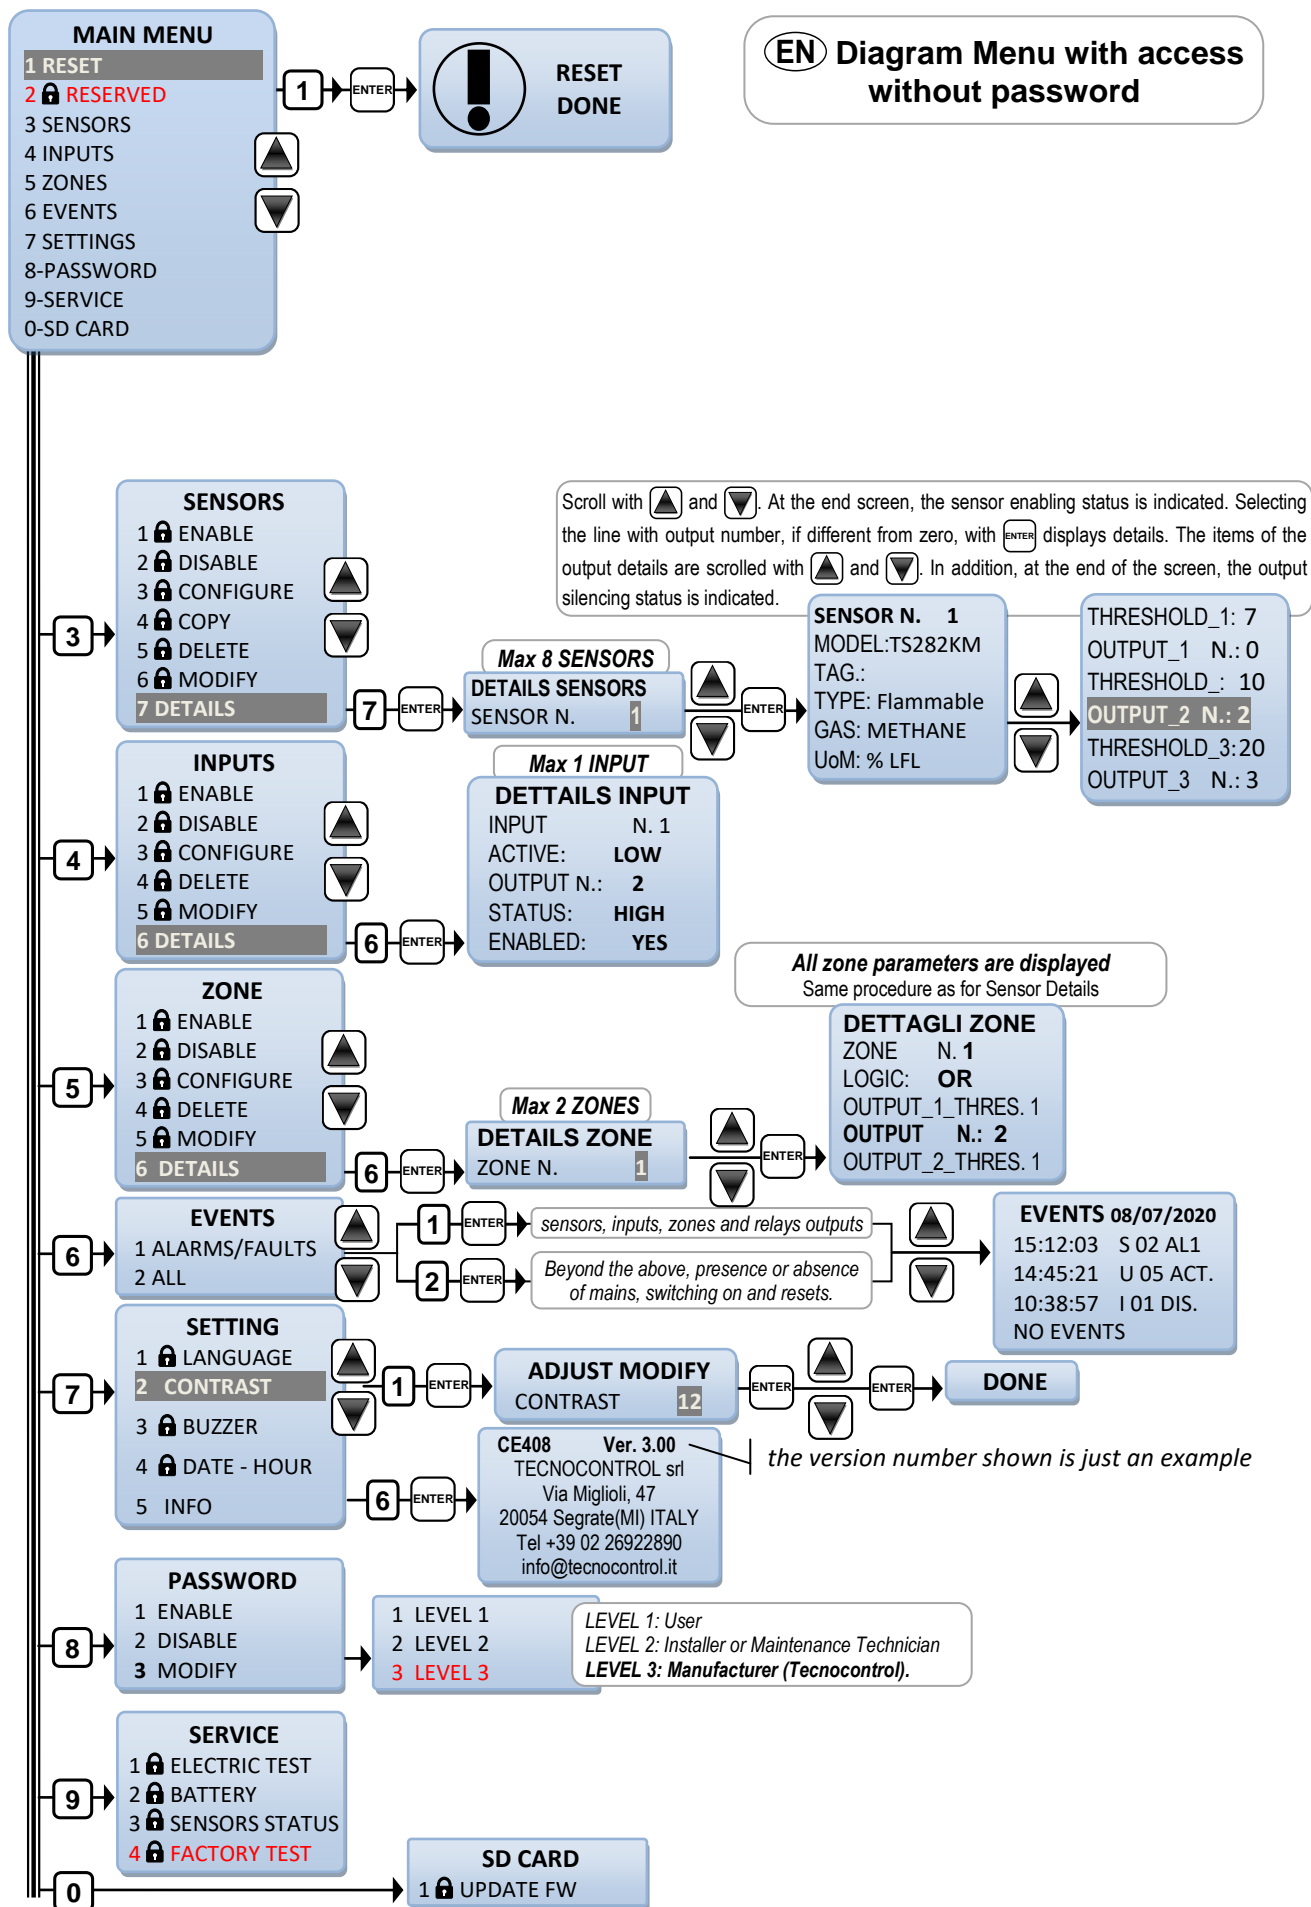 MAIN MENU
1 RESET
2 RESERVED
3 SENSORS
4 INPUTS
5 ZONES
6 EVENTS
7 SETTINGS
8-PASSWORD
9-SERVICE
0-SD CARD
1
ENTER
RESET
DONE
EN Diagram Menu with access
without password
Scroll with and . At the end screen, the sensor enabling status is indicated. Selecting
the line with output number, if different from zero, with ENTER displays details. The items of the
output details are scrolled with and . In addition, at the end of the screen, the output
silencing status is indicated.
3
SENSORS
1 ENABLE
2 DISABLE
3 CONFIGURE
4 COPY
5 DELETE
6 MODIFY
7 DETAILS
7
ENTER
Max 8 SENSORS
DETAILS SENSORS
SENSOR N. 1
ENTER
SENSOR N. 1
MODEL:TS282KM
TAG.:
TYPE: Flammable
GAS: METHANE
UoM: % LFL
THRESHOLD_1: 7
OUTPUT_1 N.: 0
THRESHOLD_: 10
OUTPUT_2 N.: 2
THRESHOLD_3:20
OUTPUT_3 N.: 3
4
INPUTS
1 ENABLE
2 DISABLE
3 CONFIGURE
4 DELETE
5 MODIFY
6 DETAILS
6
ENTER
Max 1 INPUT
DETTAILS INPUT
INPUT N. 1
ACTIVE: LOW
OUTPUT N.: 2
STATUS: HIGH
ENABLED: YES
5
ZONE
1 ENABLE
2 DISABLE
3 CONFIGURE
4 DELETE
5 MODIFY
6 DETAILS
6
ENTER
Max 2 ZONES
DETAILS ZONE
ZONE N. 1
ENTER
All zone parameters are displayed
Same procedure as for Sensor Details
DETTAGLI ZONE
ZONE N. 1
LOGIC: OR
OUTPUT_1_THRES. 1
OUTPUT N.: 2
OUTPUT_2_THRES. 1
6
EVENTS
1 ALARMS/FAULTS
2 ALL
1
ENTER
sensors, inputs, zones and relays outputs
2
ENTER
Beyond the above, presence or absence
of mains, switching on and resets.
EVENTS 08/07/2020
15:12:03 S 02 AL1
14:45:21 U 05 ACT.
10:38:57 I 01 DIS.
NO EVENTS
7
SETTING
1 LANGUAGE
2 CONTRAST
3 BUZZER
4 DATE - HOUR
5 INFO
1
ENTER
ADJUST MODIFY
CONTRAST 12
ENTER
ENTER
DONE
6
ENTER
CE408 Ver. 3.00
TECNOCONTROL srl
Via Miglioli, 47
20054 Segrate(MI) ITALY
Tel +39 02 26922890
info@tecnocontrol.it
the version number shown is just an example
8
PASSWORD
1 ENABLE
2 DISABLE
3 MODIFY
1 LEVEL 1
2 LEVEL 2
3 LEVEL 3
LEVEL 1: User
LEVEL 2: Installer or Maintenance Technician
LEVEL 3: Manufacturer (Tecnocontrol).
9
SERVICE
1 ELECTRIC TEST
2 BATTERY
3 SENSORS STATUS
4 FACTORY TEST
0
SD CARD
1 UPDATE FW